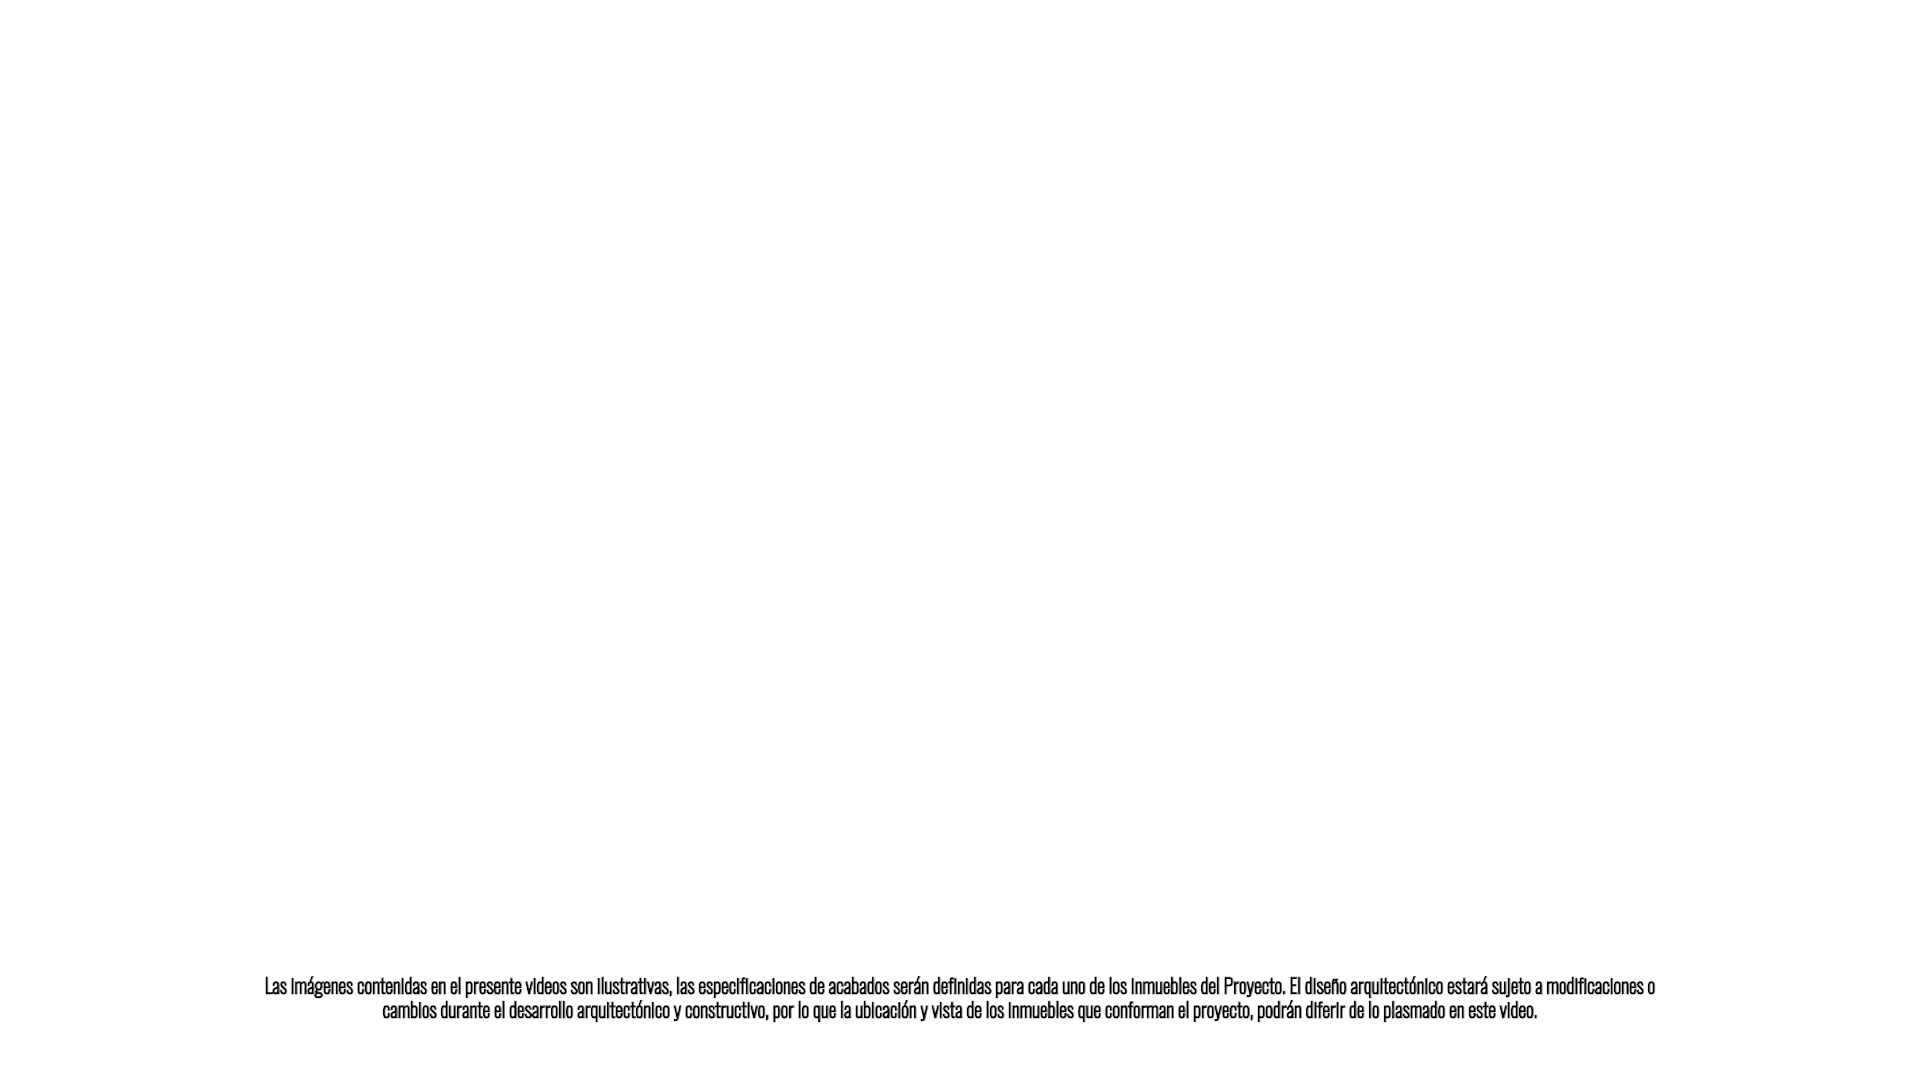 Las imágenes contenidas en el presente videos son ilustrativas, las especificaciones de acabados serán definidas para cada uno de los inmuebles del Proyecto. El diseño arquitectónico estará sujeto a modificaciones o
cambios durante el desarrollo arquitectónico y constructivo, por lo que la ubicación y vista de los inmuebles que conforman el proyecto, podrán diferir de lo plasmado en este video.